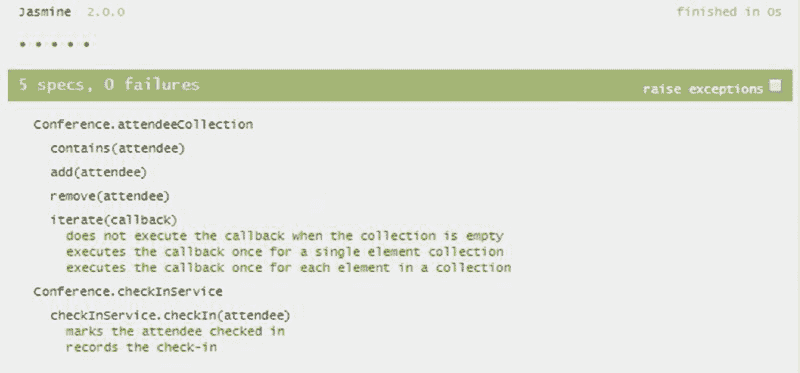 Jasmine 2.0.0 finished in 0s
5 specs, 0 failures raise exceptions
Conference.attendeeCollection
contains(attendee)
add(attendee)
remove(attendee)
iterate(callback)
does not execute the callback when the collection is empty
executes the callback once for a single element collection
executes the callback once for each element in a collection
Conference.checkInService
checkInService.checkIn(attendee)
marks the attendee checked in
records the check-in